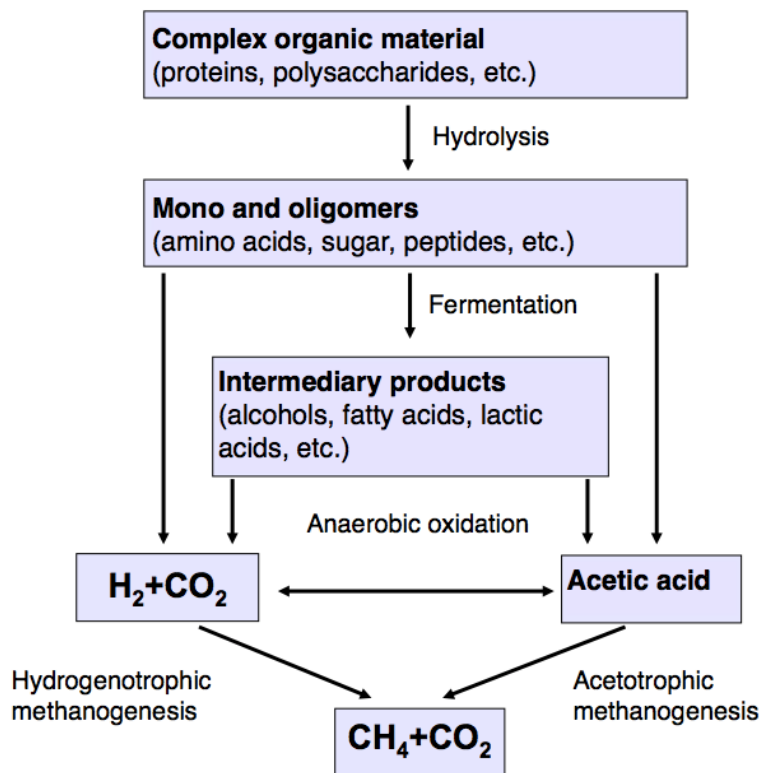 Complex organic material
(proteins, polysaccharides, etc.)
Hydrolysis
Mono and oligomers
(amino acids, sugar, peptides, etc.)
Fermentation
Intermediary products
(alcohols, fatty acids, lactic
acids, etc.)
Anaerobic oxidation
H₂+CO₂
Acetic acid
Hydrogenotrophic
methanogenesis
Acetotrophic
methanogenesis
CH₄+CO₂